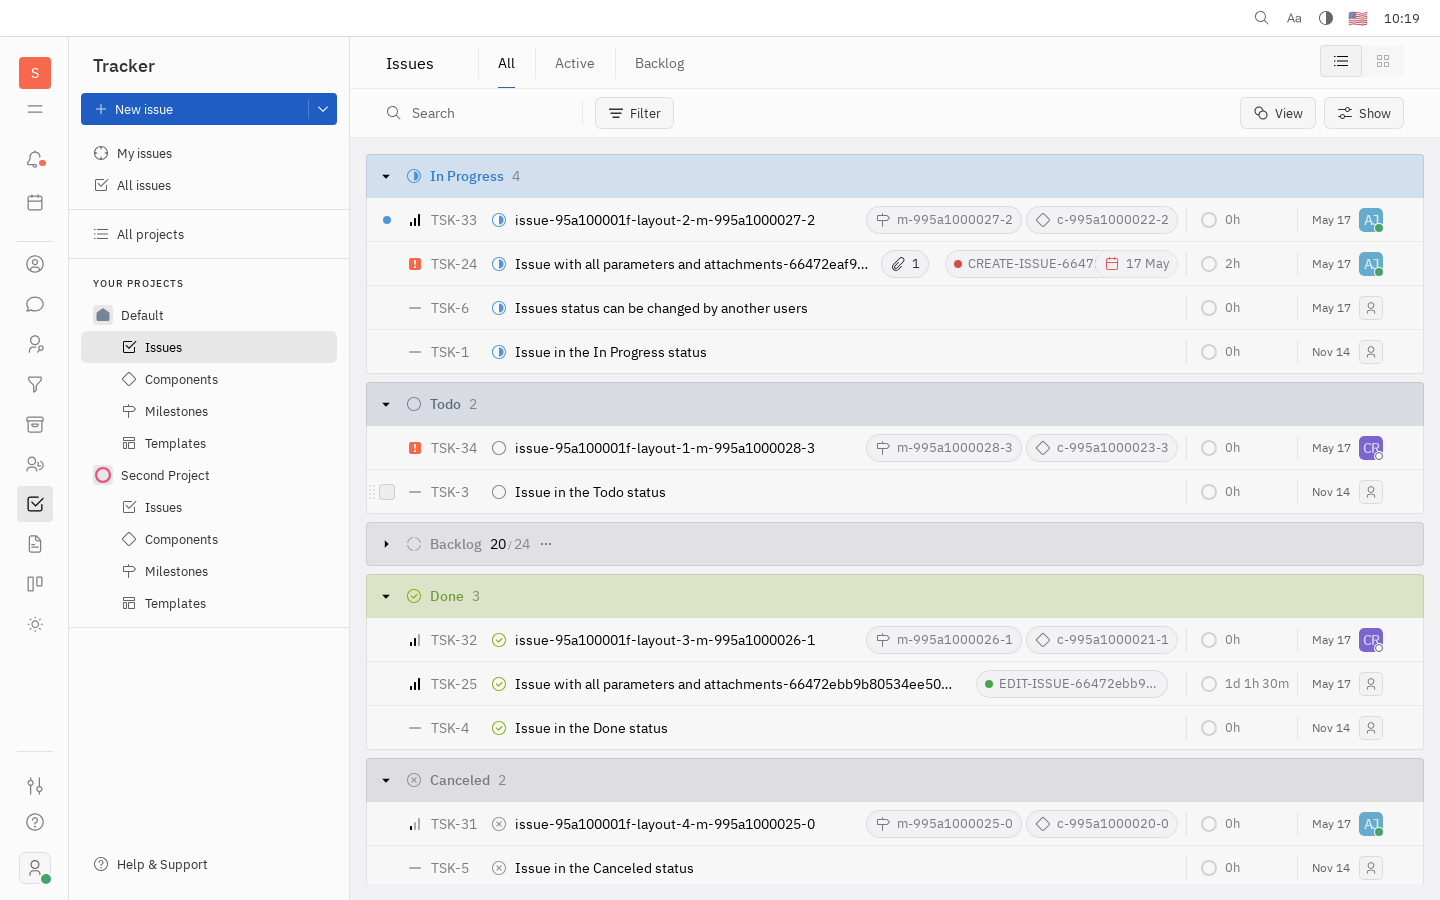 Aa 10:19
S
Tracker
New issue
My issues
All issues
All projects
YOUR PROJECTS
Default
Issues
Components
Milestones
Templates
Second Project
Issues
Components
Milestones
Templates
Help & Support
Issues All Active Backlog
Search Filter View Show
In Progress 4
TSK-33 issue-95a100001f-layout-2-m-995a1000027-2 m-995a1000027-2 c-995a1000022-2 0h May 17 AJ
TSK-24 Issue with all parameters and attachments-66472eaf9... 1 CREATE-ISSUE-6647 17 May 2h May 17 AJ
TSK-6 Issues status can be changed by another users 0h May 17
TSK-1 Issue in the In Progress status 0h Nov 14
Todo 2
TSK-34 issue-95a100001f-layout-1-m-995a1000028-3 m-995a1000028-3 c-995a1000023-3 0h May 17 CR
TSK-3 Issue in the Todo status 0h Nov 14
Backlog 20/24 ...
Done 3
TSK-32 issue-95a100001f-layout-3-m-995a1000026-1 m-995a1000026-1 c-995a1000021-1 0h May 17 CR
TSK-25 Issue with all parameters and attachments-66472ebb9b80534ee50... EDIT-ISSUE-66472ebb9... 1d 1h 30m May 17
TSK-4 Issue in the Done status 0h Nov 14
Canceled 2
TSK-31 issue-95a100001f-layout-4-m-995a1000025-0 m-995a1000025-0 c-995a1000020-0 0h May 17 AJ
TSK-5 Issue in the Canceled status 0h Nov 14